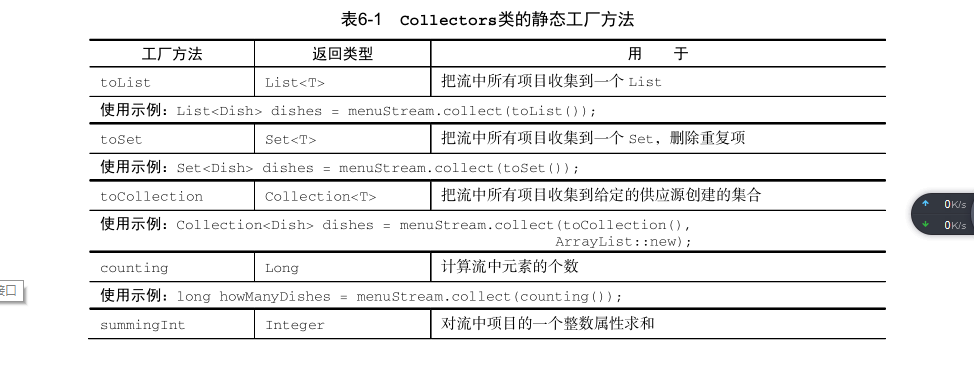 表6-1 Collectors类的静态工厂方法
工厂方法 返回类型 用 于
toList List<T> 把流中所有项目收集到一个 List
使用示例：List<Dish> dishes = menuStream.collect(toList());
toSet Set<T> 把流中所有项目收集到一个 Set，删除重复项
使用示例：Set<Dish> dishes = menuStream.collect(toSet());
toCollection Collection<T> 把流中所有项目收集到给定的供应源创建的集合
使用示例：Collection<Dish> dishes = menuStream.collect(toCollection(),
ArrayList::new);
counting Long 计算流中元素的个数
使用示例：long howManyDishes = menuStream.collect(counting());
summingInt Integer 对流中项目的一个整数属性求和
接口
0K/s
0K/s